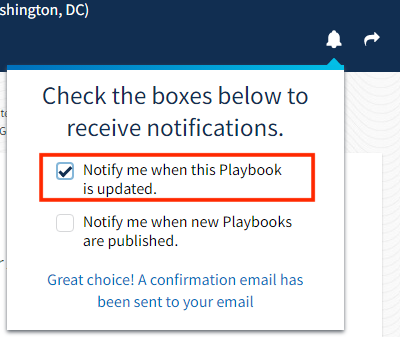 shington, DC)
Check the boxes below to
receive notifications.
Notify me when this Playbook
is updated.
Notify me when new Playbooks
are published.
Great choice! A confirmation email has
been sent to your email